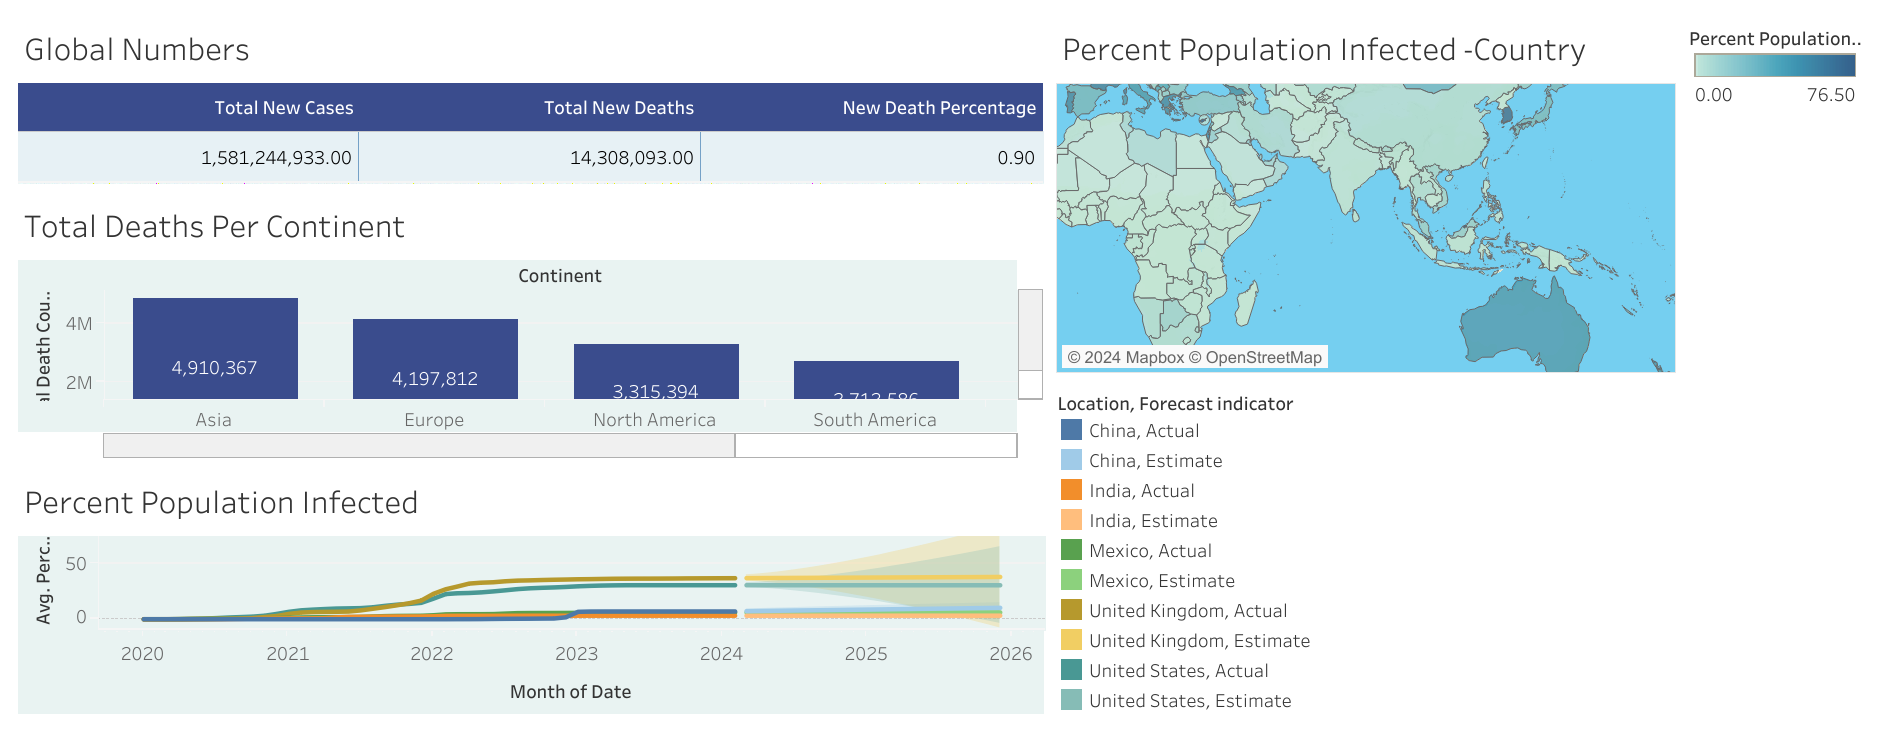 Global Numbers
Total New Cases Total New Deaths New Death Percentage
1,581,244,933.00 14,308,093.00 0.90
Total Deaths Per Continent
Continent
l Death Cou..
4M
2M
4,910,367
4,197,812
3,315,394
Asia Europe North America South America
Percent Population Infected
Avg. Perc..
50
0
2020 2021 2022 2023 2024 2025 2026
Month of Date
Percent Population Infected -Country
© 2024 Mapbox © OpenStreetMap
Percent Population..
0.00 76.50
Location, Forecast indicator
China, Actual
China, Estimate
India, Actual
India, Estimate
Mexico, Actual
Mexico, Estimate
United Kingdom, Actual
United Kingdom, Estimate
United States, Actual
United States, Estimate